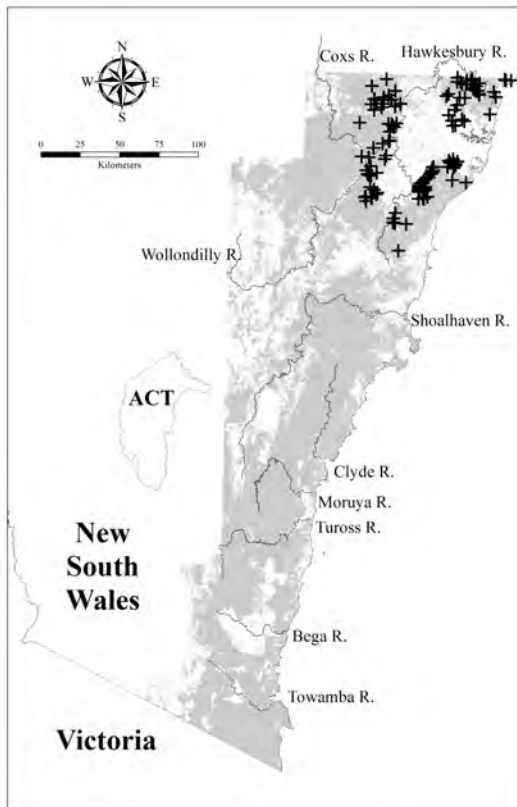 Coxs R.
Hawkesbury R.
N
W
E
S
0 25 50 100
Kilometers
Wollondilly R.
Shoalhaven R.
ACT
Clyde R.
Moruya R.
Tuross R.
New
South
Wales
Bega R.
Towamba R.
Victoria